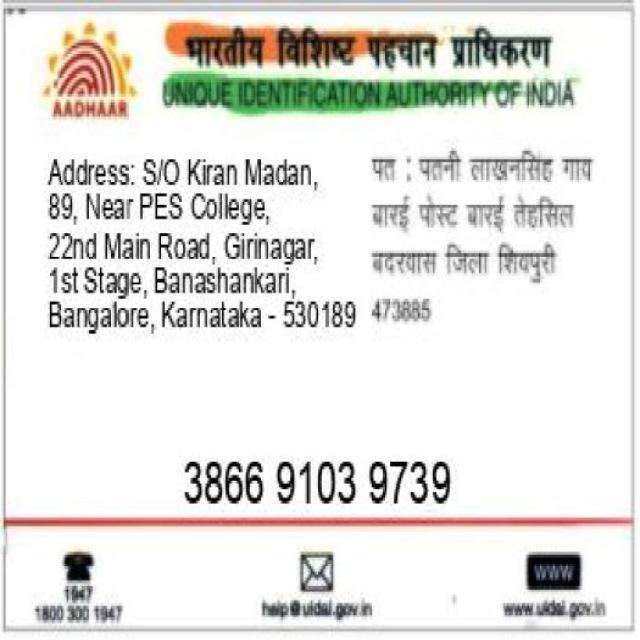 भारतीय विशिष्ट पहचान प्राधिकरण
AADHAAR
UNIQUE IDENTIFICATION AUTHORITY OF INDIA
Address: S/O Kiran Madan,
89, Near PES College,
22nd Main Road, Girinagar,
1st Stage, Banashankari,
Bangalore, Karnataka - 530189
पत : पतनी लाखनसिंह गाय
बारई पोस्ट बारई तेहसिल
बदरवास जिला शिवपुरी
473885
3866 9103 9739
1947
1800 300 1947
help@uidai.gov.in
WWW
www.uidai.gov.in